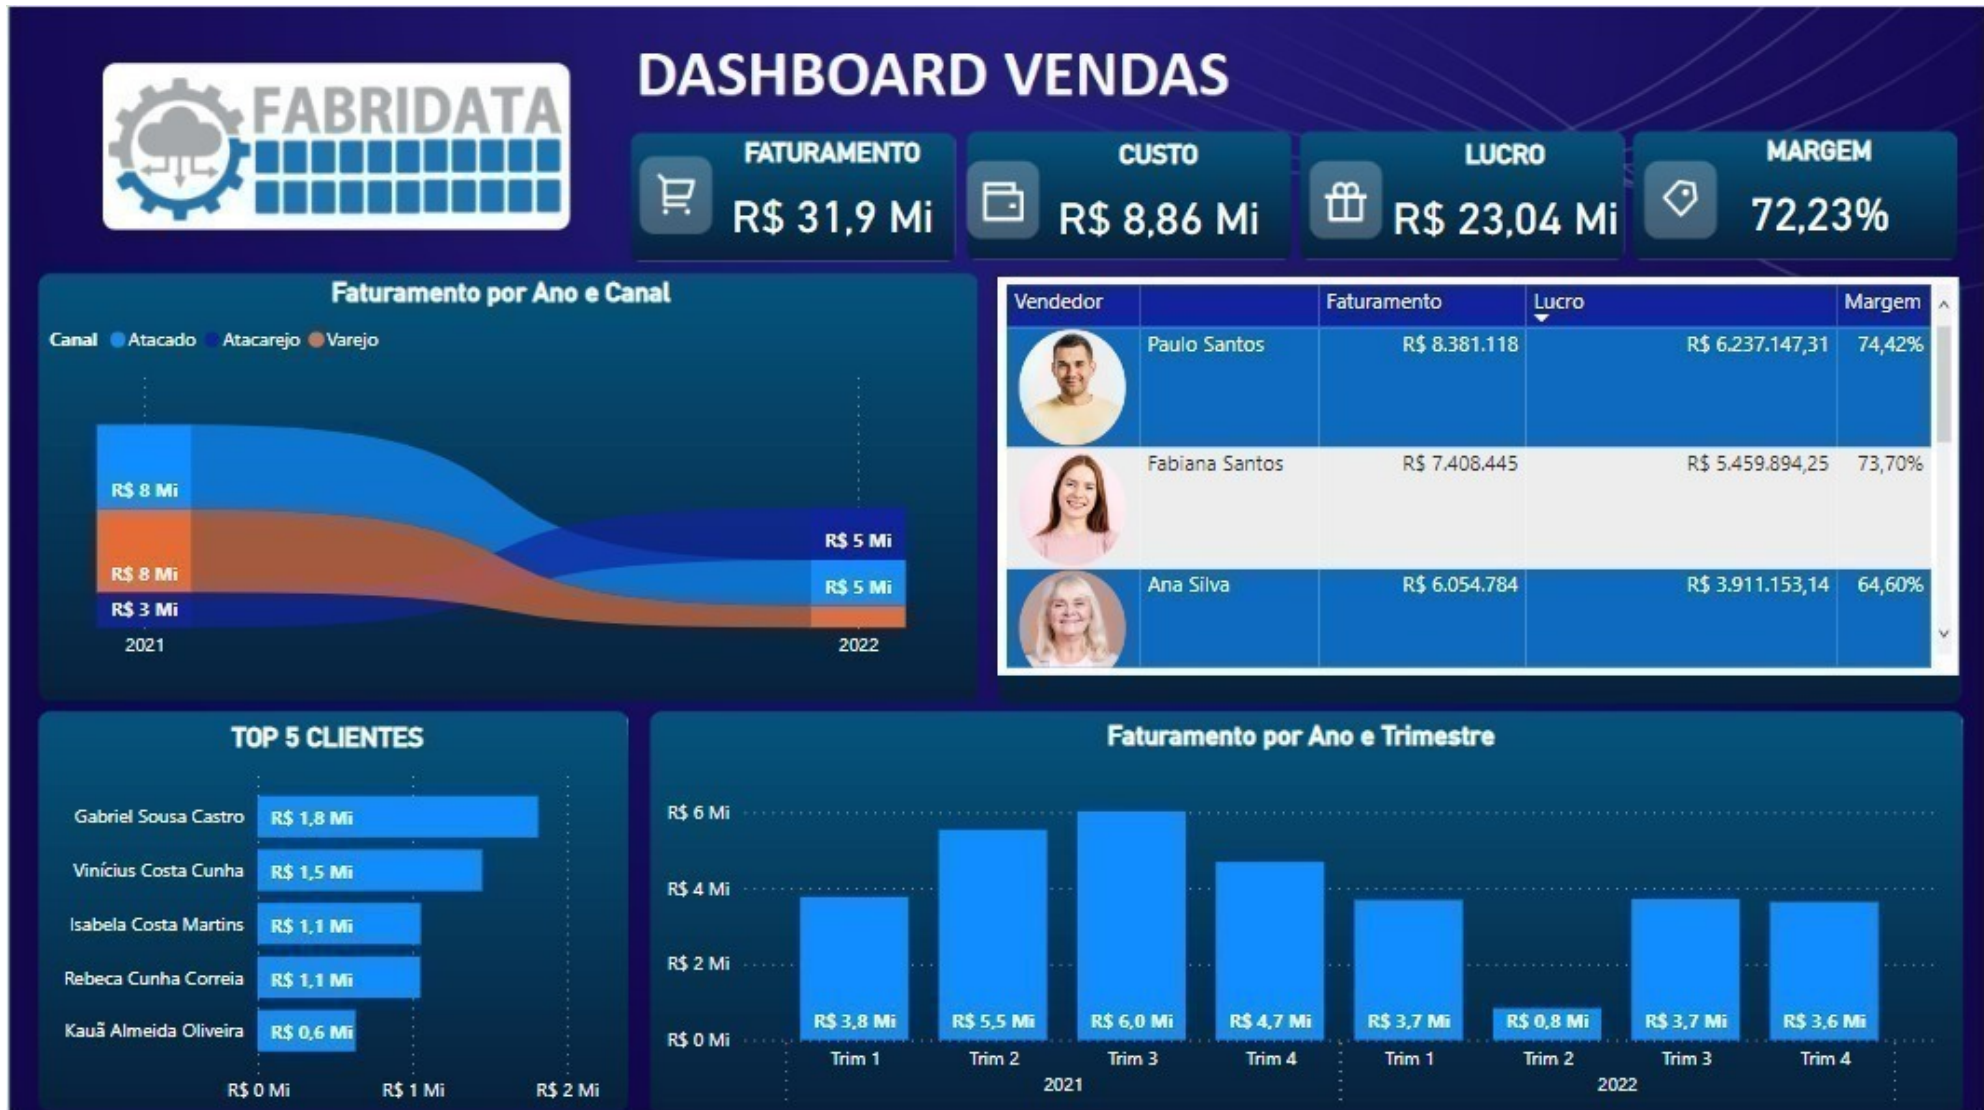 FABRIDATA
DASHBOARD VENDAS
FATURAMENTO
R$ 31,9 Mi
CUSTO
R$ 8,86 Mi
LUCRO
R$ 23,04 Mi
MARGEM
72,23%
Faturamento por Ano e Canal
Canal Atacado Atacarejo Varejo
R$ 8 Mi
R$ 8 Mi
R$ 3 Mi
R$ 5 Mi
R$ 5 Mi
2021 2022
Vendedor Faturamento Lucro Margem
Paulo Santos R$ 8.381.118 R$ 6.237.147,31 74,42%
Fabiana Santos R$ 7.408.445 R$ 5.459.894,25 73,70%
Ana Silva R$ 6.054.784 R$ 3.911.153,14 64,60%
TOP 5 CLIENTES
Gabriel Sousa Castro R$ 1,8 Mi
Vinícius Costa Cunha R$ 1,5 Mi
Isabela Costa Martins R$ 1,1 Mi
Rebeca Cunha Correia R$ 1,1 Mi
Kauã Almeida Oliveira R$ 0,6 Mi
R$ 0 Mi R$ 1 Mi R$ 2 Mi
Faturamento por Ano e Trimestre
R$ 6 Mi
R$ 4 Mi
R$ 2 Mi
R$ 0 Mi
R$ 3,8 Mi R$ 5,5 Mi R$ 6,0 Mi R$ 4,7 Mi R$ 3,7 Mi R$ 0,8 Mi R$ 3,7 Mi R$ 3,6 Mi
Trim 1 Trim 2 Trim 3 Trim 4 Trim 1 Trim 2 Trim 3 Trim 4
2021 2022